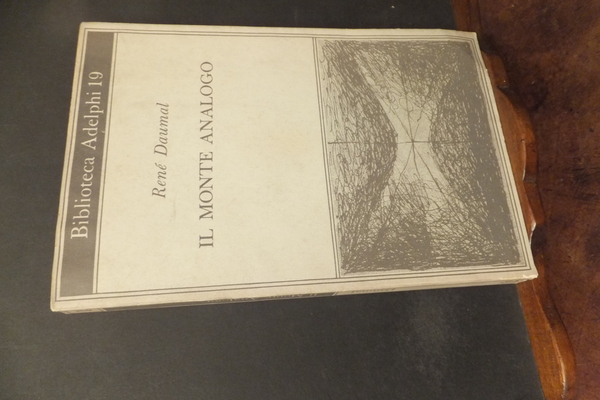 Biblioteca Adelphi 19
René Daumal
IL MONTE ANALOGO